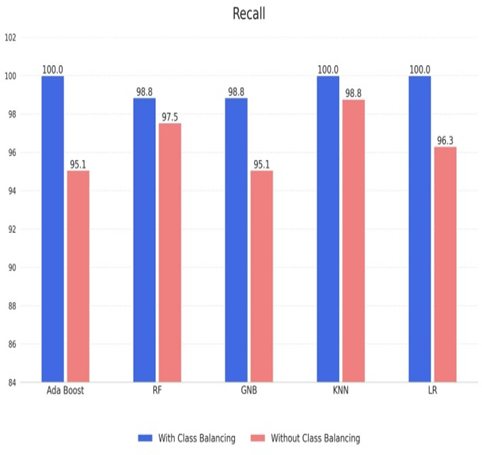 Recall
102
100
98
96
94
92
90
88
86
84
100.0
95.1
98.8
97.5
98.8
95.1
100.0
98.8
100.0
96.3
Ada Boost
RF
GNB
KNN
LR
With Class Balancing
Without Class Balancing